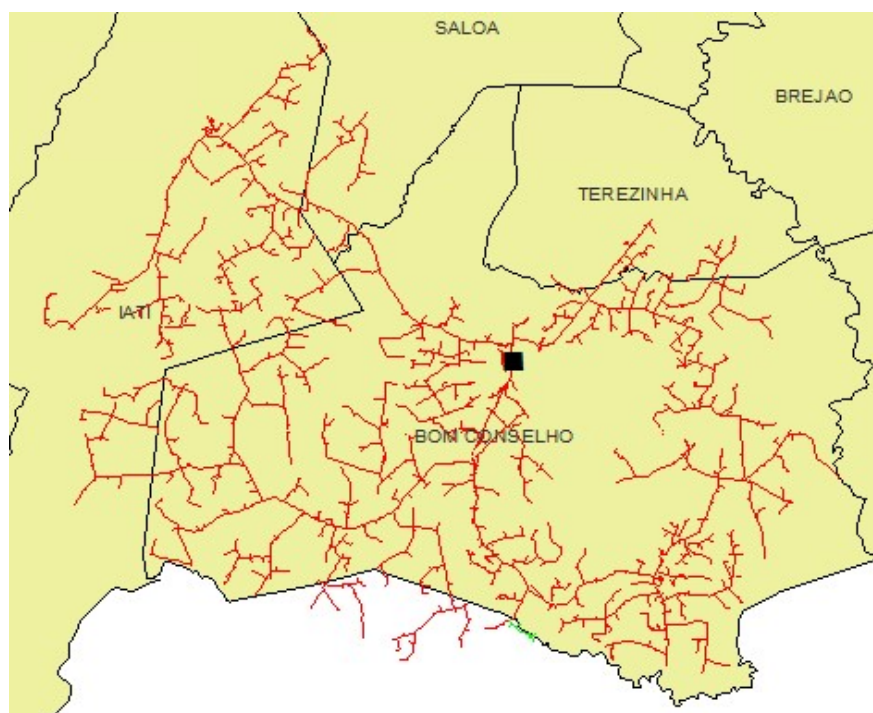 SALOA
BREJAO
TEREZINHA
IATI
BOM CONSELHO